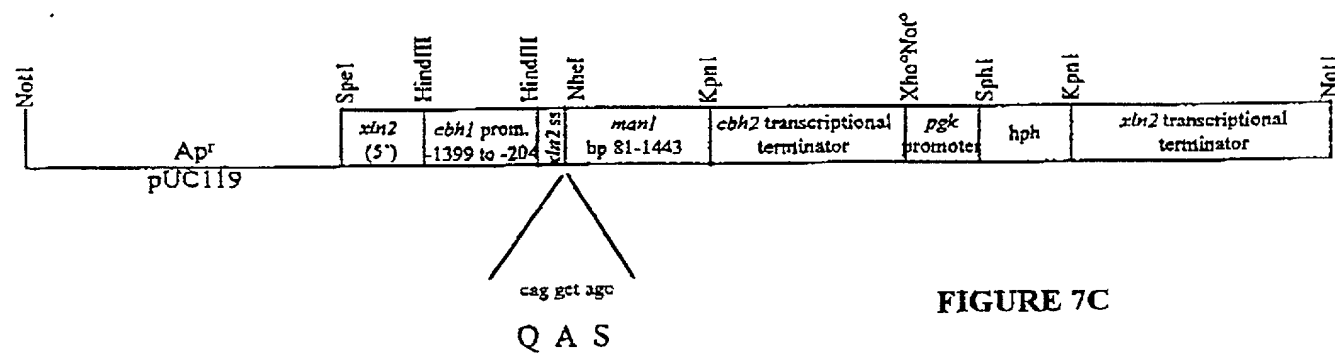 NotI
SpeI
HindIII
HindIII
NheI
KpnI
Xho° Not°
SphI
KpnI
NotI
xln2
(5')
cbh1 prom.
-1399 to -204
xln2 ss
man1
bp 81-1443
cbh2 transcriptional
terminator
pgk
promoter
hph
xln2 transcriptional
terminator
Apʳ
pUC119
cag gct agc
Q A S
FIGURE 7C